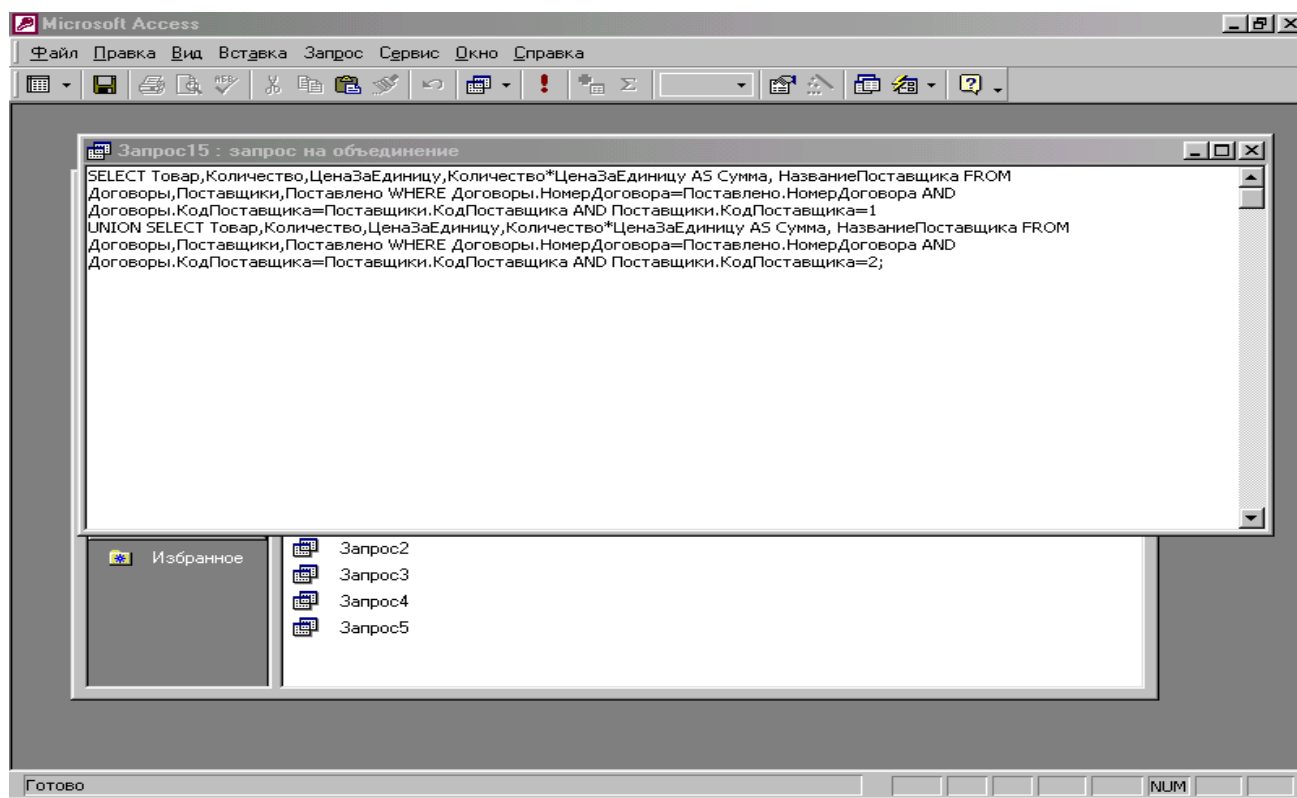 Microsoft Access
Файл Правка Вид Вставка Запрос Сервис Окно Справка
Запрос15 : запрос на объединение
SELECT Товар,Количество,ЦенаЗаЕдиницу,Количество*ЦенаЗаЕдиницу AS Сумма, НазваниеПоставщика FROM
Договоры,Поставщики,Поставлено WHERE Договоры.НомерДоговора=Поставлено.НомерДоговора AND
Договоры.КодПоставщика=Поставщики.КодПоставщика AND Поставщики.КодПоставщика=1
UNION SELECT Товар,Количество,ЦенаЗаЕдиницу,Количество*ЦенаЗаЕдиницу AS Сумма, НазваниеПоставщика FROM
Договоры,Поставщики,Поставлено WHERE Договоры.НомерДоговора=Поставлено.НомерДоговора AND
Договоры.КодПоставщика=Поставщики.КодПоставщика AND Поставщики.КодПоставщика=2;
Избранное
Запрос2
Запрос3
Запрос4
Запрос5
Готово
NUM